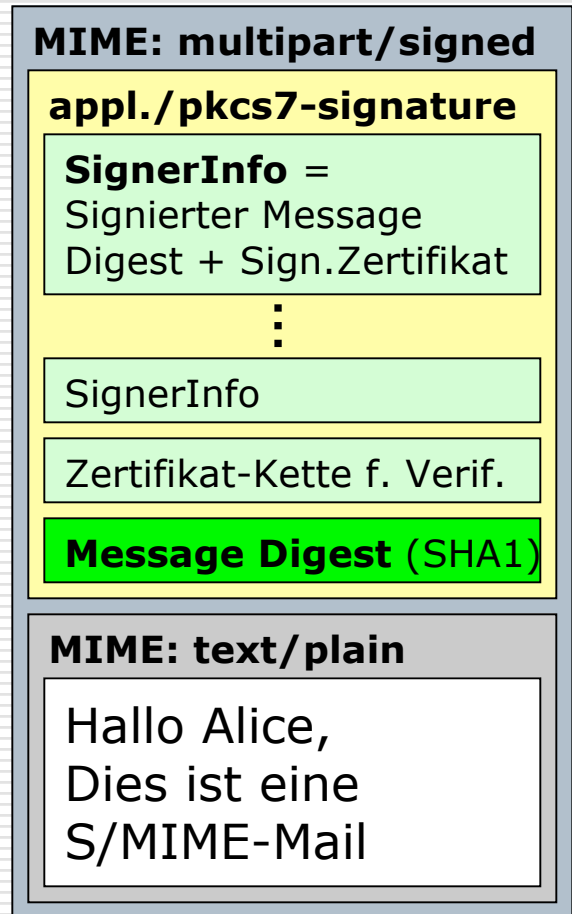 MIME: multipart/signed
appl./pkcs7-signature
SignerInfo =
Signierter Message
Digest + Sign.Zertifikat
⋮
SignerInfo
Zertifikat-Kette f. Verif.
Message Digest (SHA1)
MIME: text/plain
Hallo Alice,
Dies ist eine
S/MIME-Mail